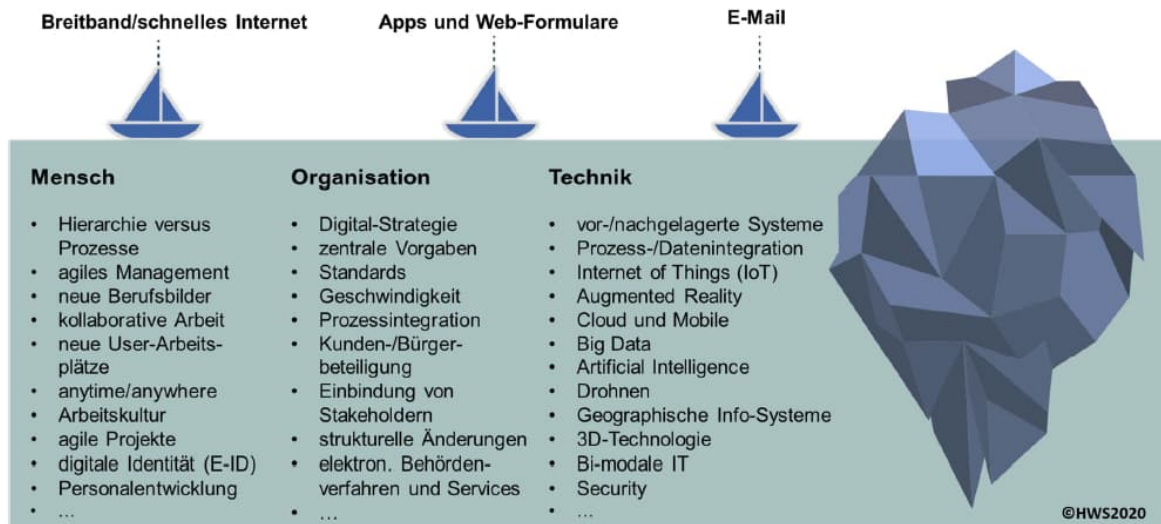 Breitband/schnelles Internet
Apps und Web-Formulare
E-Mail
Mensch
• Hierarchie versus
Prozesse
• agiles Management
• neue Berufsbilder
• kollaborative Arbeit
• neue User-Arbeits-
plätze
• anytime/anywhere
• Arbeitskultur
• agile Projekte
• digitale Identität (E-ID)
• Personalentwicklung
• ...
Organisation
• Digital-Strategie
• zentrale Vorgaben
• Standards
• Geschwindigkeit
• Prozessintegration
• Kunden-/Bürger-
beteiligung
• Einbindung von
Stakeholdern
• strukturelle Änderungen
• elektron. Behörden-
verfahren und Services
• ...
Technik
• vor-/nachgelagerte Systeme
• Prozess-/Datenintegration
• Internet of Things (IoT)
• Augmented Reality
• Cloud und Mobile
• Big Data
• Artificial Intelligence
• Drohnen
• Geographische Info-Systeme
• 3D-Technologie
• Bi-modale IT
• Security
• ...
©HWS2020